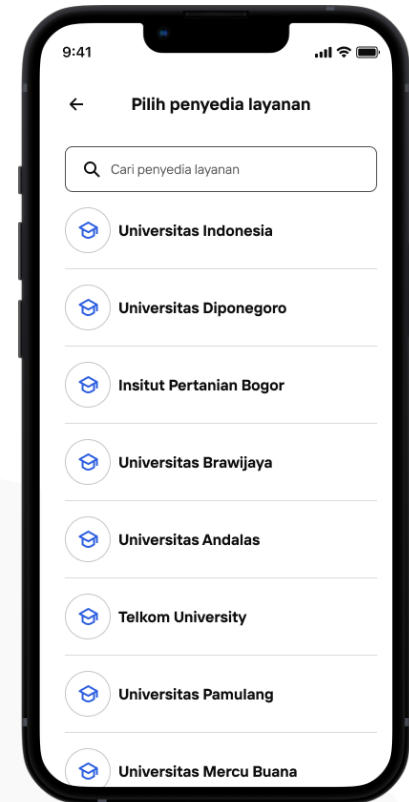 9:41
Pilih penyedia layanan
Cari penyedia layanan
Universitas Indonesia
Universitas Diponegoro
Insitut Pertanian Bogor
Universitas Brawijaya
Universitas Andalas
Telkom University
Universitas Pamulang
Universitas Mercu Buana